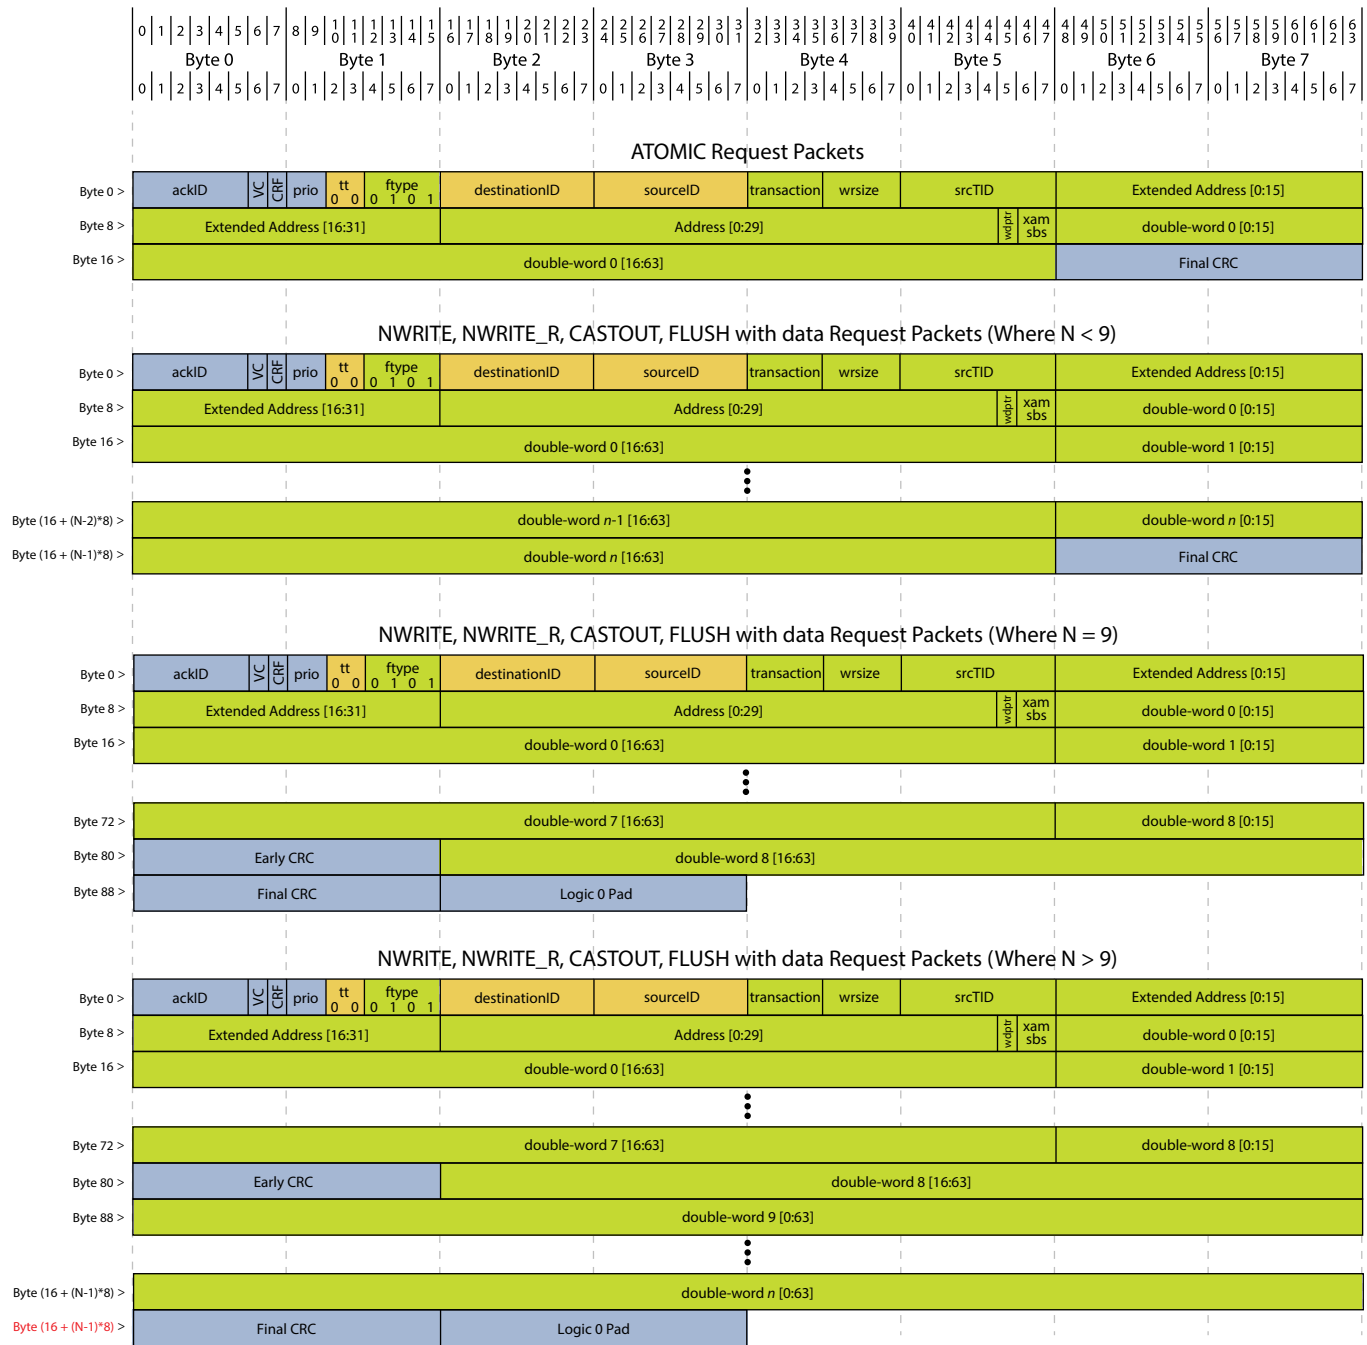 0 1 2 3 4 5 6 7 8 9 10 11 12 13 14 15 16 17 18 19 20 21 22 23 24 25 26 27 28 29 30 31 32 33 34 35 36 37 38 39 40 41 42 43 44 45 46 47 48 49 50 51 52 53 54 55 56 57 58 59 60 61 62 63
Byte 0 Byte 1 Byte 2 Byte 3 Byte 4 Byte 5 Byte 6 Byte 7
0 1 2 3 4 5 6 7 0 1 2 3 4 5 6 7 0 1 2 3 4 5 6 7 0 1 2 3 4 5 6 7 0 1 2 3 4 5 6 7 0 1 2 3 4 5 6 7 0 1 2 3 4 5 6 7 0 1 2 3 4 5 6 7
ATOMIC Request Packets
Byte 0 > ackID VC CRF prio tt 0 0 ftype 0 1 0 1 destinationID sourceID transaction wrsize srcTID Extended Address [0:15]
Byte 8 > Extended Address [16:31] Address [0:29] wdptr xam sbs double-word 0 [0:15]
Byte 16 > double-word 0 [16:63] Final CRC
NWRITE, NWRITE_R, CASTOUT, FLUSH with data Request Packets (Where N < 9)
Byte 0 > ackID VC CRF prio tt 0 0 ftype 0 1 0 1 destinationID sourceID transaction wrsize srcTID Extended Address [0:15]
Byte 8 > Extended Address [16:31] Address [0:29] wdptr xam sbs double-word 0 [0:15]
Byte 16 > double-word 0 [16:63] double-word 1 [0:15]
Byte (16 + (N-2)*8) > double-word n-1 [16:63] double-word n [0:15]
Byte (16 + (N-1)*8) > double-word n [16:63] Final CRC
NWRITE, NWRITE_R, CASTOUT, FLUSH with data Request Packets (Where N = 9)
Byte 0 > ackID VC CRF prio tt 0 0 ftype 0 1 0 1 destinationID sourceID transaction wrsize srcTID Extended Address [0:15]
Byte 8 > Extended Address [16:31] Address [0:29] wdptr xam sbs double-word 0 [0:15]
Byte 16 > double-word 0 [16:63] double-word 1 [0:15]
Byte 72 > double-word 7 [16:63] double-word 8 [0:15]
Byte 80 > Early CRC double-word 8 [16:63]
Byte 88 > Final CRC Logic 0 Pad
NWRITE, NWRITE_R, CASTOUT, FLUSH with data Request Packets (Where N > 9)
Byte 0 > ackID VC CRF prio tt 0 0 ftype 0 1 0 1 destinationID sourceID transaction wrsize srcTID Extended Address [0:15]
Byte 8 > Extended Address [16:31] Address [0:29] wdptr xam sbs double-word 0 [0:15]
Byte 16 > double-word 0 [16:63] double-word 1 [0:15]
Byte 72 > double-word 7 [16:63] double-word 8 [0:15]
Byte 80 > Early CRC double-word 8 [16:63]
Byte 88 > double-word 9 [0:63]
Byte (16 + (N-1)*8) > double-word n [0:63]
Byte (16 + (N-1)*8) > Final CRC Logic 0 Pad